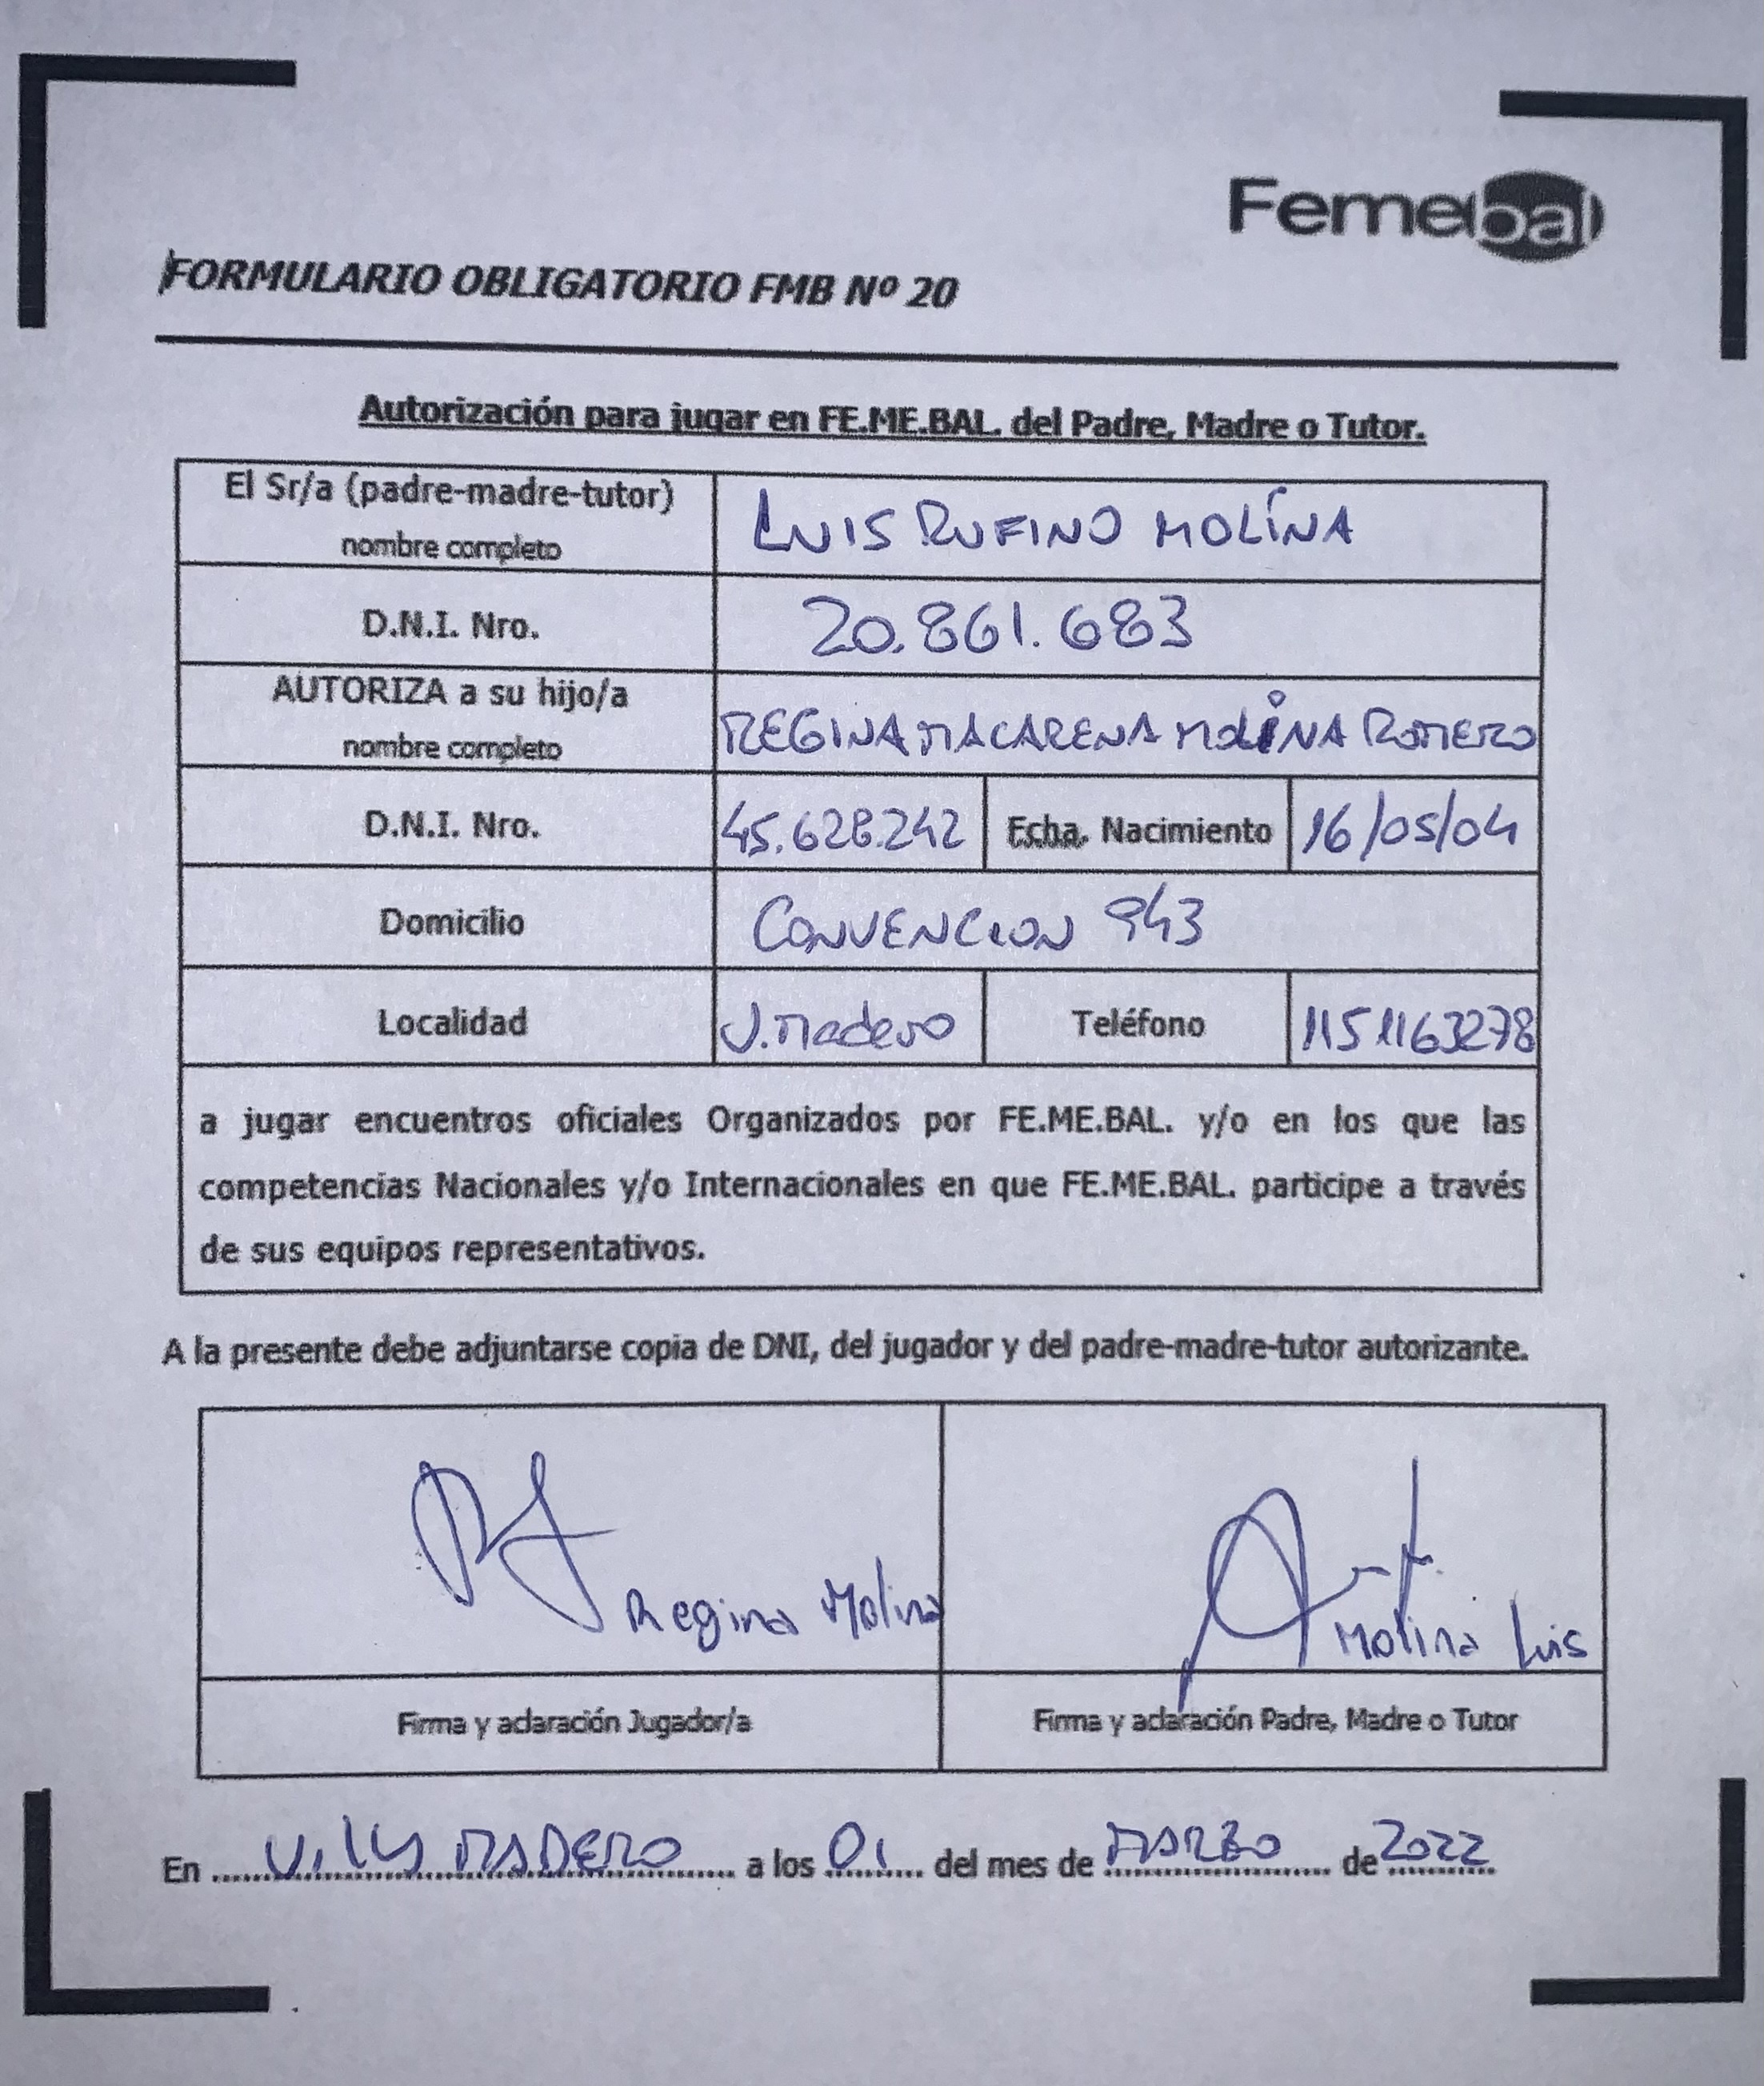 Femebal
FORMULARIO OBLIGATORIO FMB Nº 20
Autorización para jugar en FE.ME.BAL. del Padre, Madre o Tutor.
El Sr/a (padre-madre-tutor)
nombre completo
LUIS RUFINO MOLÍNA
D.N.I. Nro.
20.861.683
AUTORIZA a su hijo/a
nombre completo
REGINA MACARENA MOLINA ROMERO
D.N.I. Nro.
45.628.242
Fcha. Nacimiento
16/05/04
Domicilio
CONVENCION 943
Localidad
V. Madero
Teléfono
1151163278
a jugar encuentros oficiales Organizados por FE.ME.BAL. y/o en los que las
competencias Nacionales y/o Internacionales en que FE.ME.BAL. participe a través
de sus equipos representativos.
A la presente debe adjuntarse copia de DNI, del jugador y del padre-madre-tutor autorizante.
Regina Molina
Molina Luis
Firma y aclaración Jugador/a
Firma y aclaración Padre, Madre o Tutor
En VILLA MADERO a los 01 del mes de MARZO de 2022